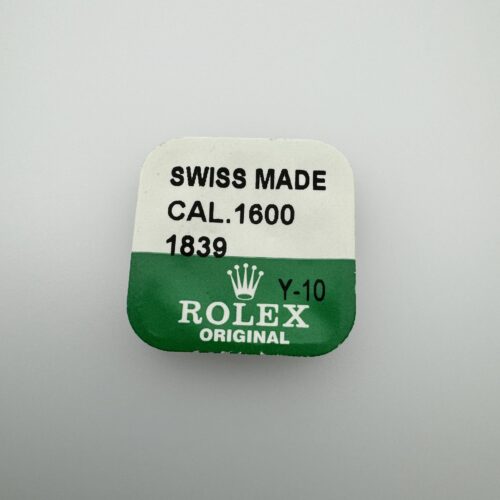 SWISS MADE
CAL.1600
1839
Y-10
ROLEX
ORIGINAL